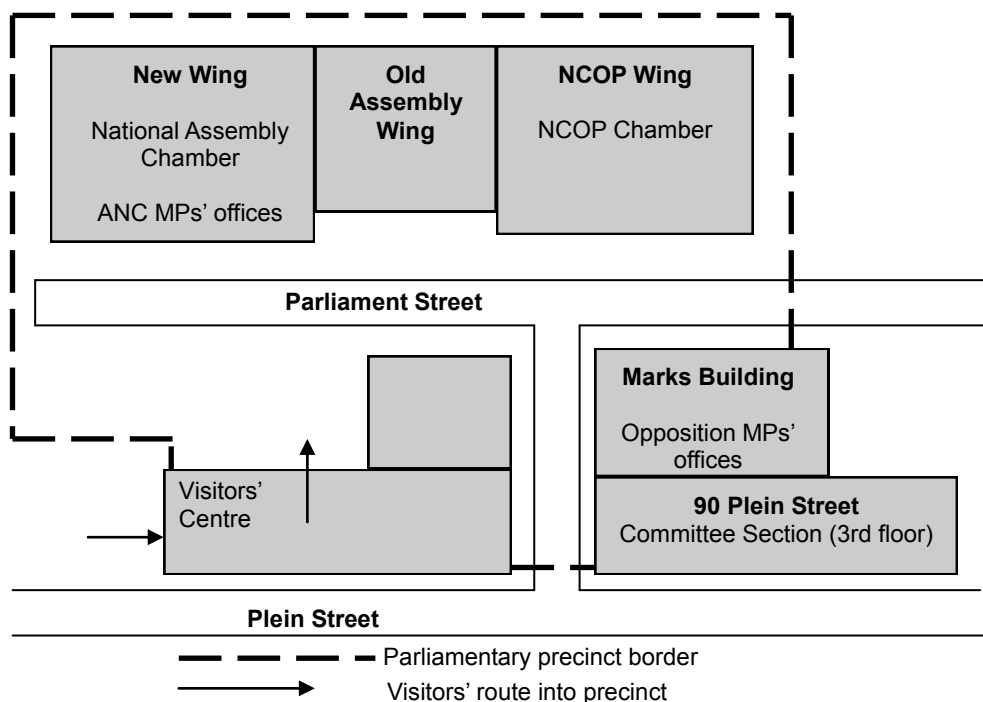 New Wing
National Assembly
Chamber
ANC MPs' offices
Old
Assembly
Wing
NCOP Wing
NCOP Chamber
Parliament Street
Marks Building
Opposition MPs'
offices
Visitors'
Centre
90 Plein Street
Committee Section (3rd floor)
Plein Street
Parliamentary precinct border
Visitors' route into precinct